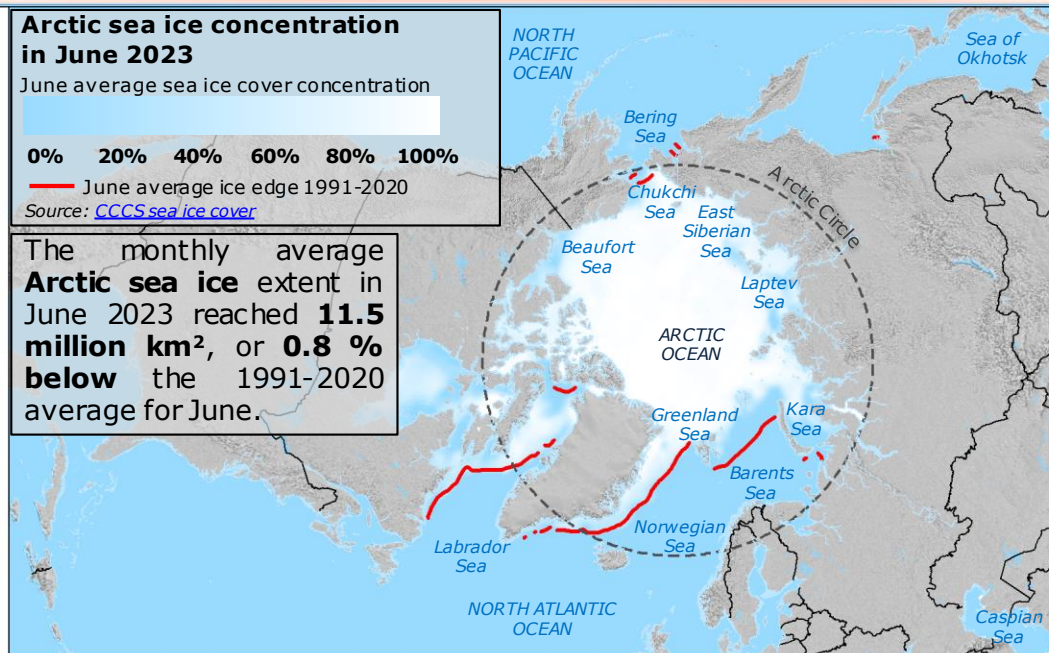 Arctic sea ice concentration
in June 2023
June average sea ice cover concentration
0% 20% 40% 60% 80% 100%
June average ice edge 1991-2020
Source: CCCS sea ice cover
The monthly average
Arctic sea ice extent in
June 2023 reached 11.5
million km², or 0.8 %
below the 1991-2020
average for June.
NORTH
PACIFIC
OCEAN
Sea of
Okhotsk
Bering
Sea
Arctic Circle
Chukchi
Sea
East
Siberian
Sea
Beaufort
Sea
Laptev
Sea
ARCTIC
OCEAN
Greenland
Sea
Kara
Sea
Barents
Sea
Norwegian
Sea
Labrador
Sea
NORTH ATLANTIC
OCEAN
Caspian
Sea